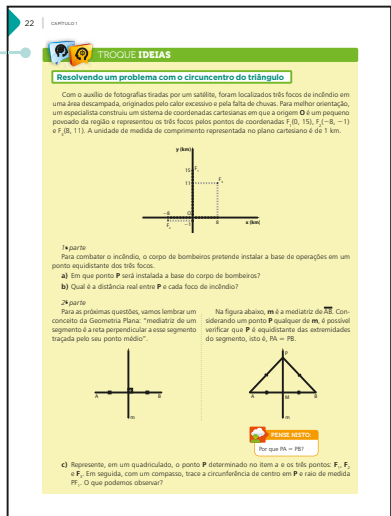 22 CAPÍTULO 1
TROQUE IDEIAS
Resolvendo um problema com o circuncentro do triângulo
Com o auxílio de fotografias tiradas por um satélite, foram localizados três focos de incêndio em
uma área descampada, originados pelo calor excessivo e pela falta de chuvas. Para melhor orientação,
um especialista construiu um sistema de coordenadas cartesianas em que a origem O é um pequeno
povoado da região e representou os três focos pelos pontos de coordenadas F₁(0, 15), F₂(−8, −1)
e F₃(8, 11). A unidade de medida de comprimento representada no plano cartesiano é de 1 km.
y (km)
15 F₁
11 F₃
−8 O
F₂ −1 8 x (km)
1ª parte
Para combater o incêndio, o corpo de bombeiros pretende instalar a base de operações em um
ponto equidistante dos três focos.
a) Em que ponto P será instalada a base do corpo de bombeiros?
b) Qual é a distância real entre P e cada foco de incêndio?
2ª parte
Para as próximas questões, vamos lembrar um
conceito da Geometria Plana: "mediatriz de um
segmento é a reta perpendicular a esse segmento
traçada pelo seu ponto médio".
A B
m
Na figura abaixo, m é a mediatriz de AB. Con-
siderando um ponto P qualquer de m, é possível
verificar que P é equidistante das extremidades
do segmento, isto é, PA = PB.
P
A M B
m
PENSE NISTO:
Por que PA = PB?
c) Represente, em um quadriculado, o ponto P determinado no item a e os três pontos: F₁, F₂
e F₃. Em seguida, com um compasso, trace a circunferência de centro em P e raio de medida
PF₁. O que podemos observar?